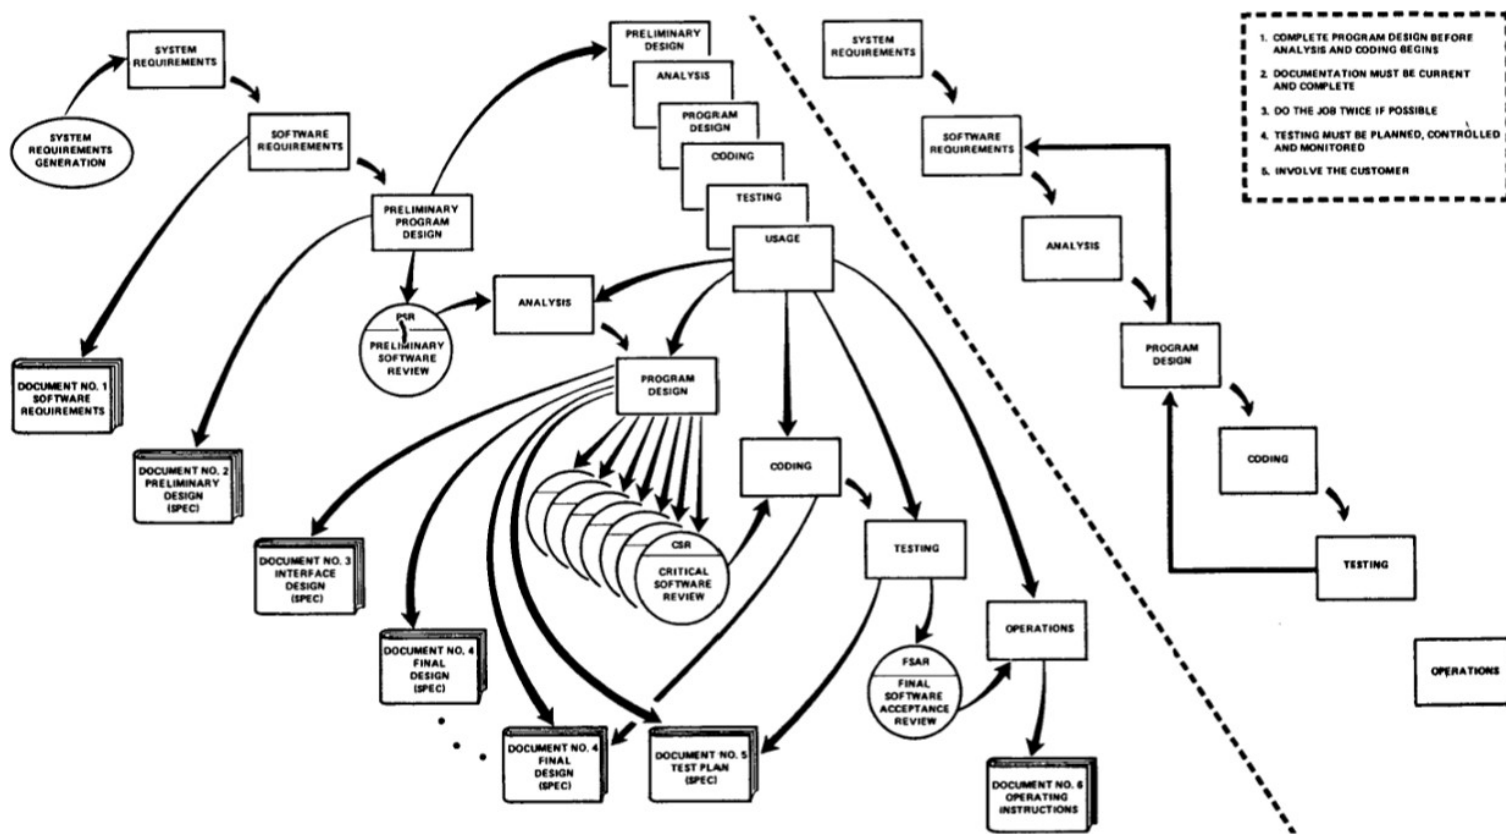 SYSTEM
REQUIREMENTS
SYSTEM
REQUIREMENTS
GENERATION
SOFTWARE
REQUIREMENTS
PRELIMINARY
PROGRAM
DESIGN
PRELIMINARY
DESIGN
ANALYSIS
PROGRAM
DESIGN
CODING
TESTING
USAGE
PSR
PRELIMINARY
SOFTWARE
REVIEW
ANALYSIS
PROGRAM
DESIGN
DOCUMENT NO. 1
SOFTWARE
REQUIREMENTS
DOCUMENT NO. 2
PRELIMINARY
DESIGN
(SPEC)
DOCUMENT NO. 3
INTERFACE
DESIGN
(SPEC)
DOCUMENT NO. 4
FINAL
DESIGN
(SPEC)
DOCUMENT NO. 4
FINAL
DESIGN
(SPEC)
DOCUMENT NO. 5
TEST PLAN
(SPEC)
CSR
CRITICAL
SOFTWARE
REVIEW
CODING
TESTING
FSAR
FINAL
SOFTWARE
ACCEPTANCE
REVIEW
OPERATIONS
DOCUMENT NO. 6
OPERATING
INSTRUCTIONS
SYSTEM
REQUIREMENTS
SOFTWARE
REQUIREMENTS
ANALYSIS
PROGRAM
DESIGN
CODING
TESTING
OPERATIONS
1. COMPLETE PROGRAM DESIGN BEFORE
ANALYSIS AND CODING BEGINS
2. DOCUMENTATION MUST BE CURRENT
AND COMPLETE
3. DO THE JOB TWICE IF POSSIBLE
4. TESTING MUST BE PLANNED, CONTROLLED
AND MONITORED
5. INVOLVE THE CUSTOMER